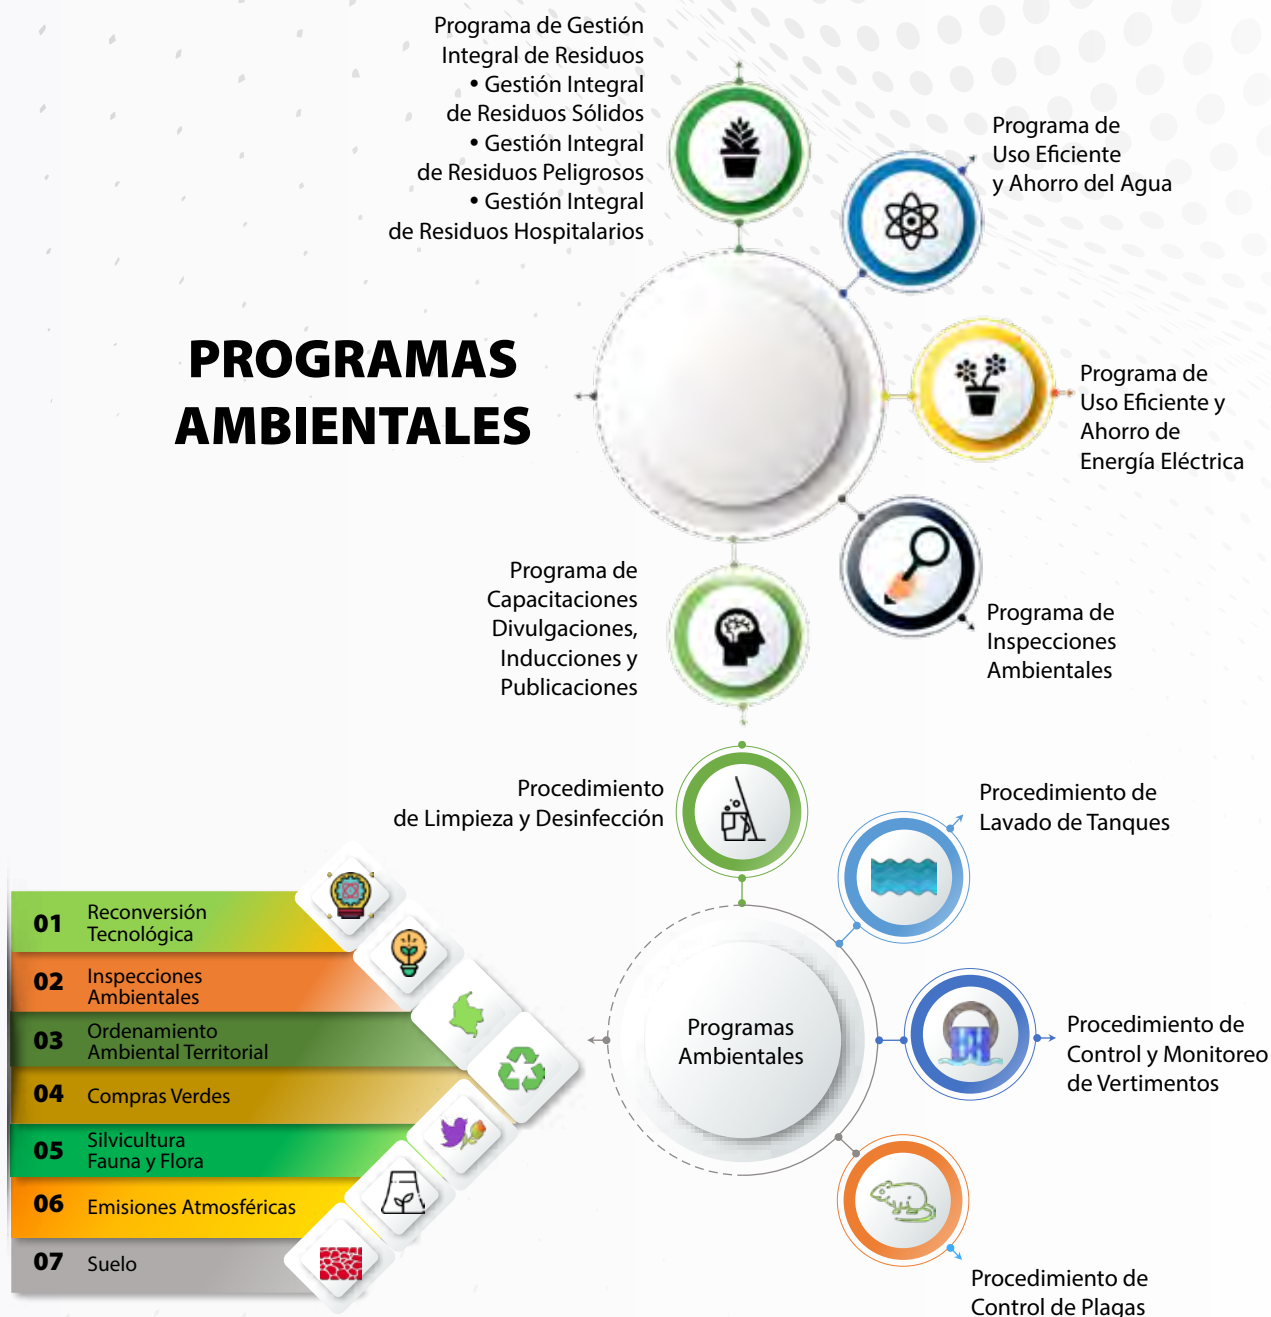 Programa de Gestión
Integral de Residuos
• Gestión Integral
de Residuos Sólidos
• Gestión Integral
de Residuos Peligrosos
• Gestión Integral
de Residuos Hospitalarios
Programa de
Uso Eficiente
y Ahorro del Agua
PROGRAMAS
AMBIENTALES
Programa de
Uso Eficiente y
Ahorro de
Energía Eléctrica
Programa de
Inspecciones
Ambientales
Programa de
Capacitaciones
Divulgaciones,
Inducciones y
Publicaciones
Procedimiento
de Limpieza y Desinfección
Procedimiento de
Lavado de Tanques
Programas
Ambientales
Procedimiento de
Control y Monitoreo
de Vertimentos
Procedimiento de
Control de Plagas
01 Reconversión
Tecnológica
02 Inspecciones
Ambientales
03 Ordenamiento
Ambiental Territorial
04 Compras Verdes
05 Silvicultura
Fauna y Flora
06 Emisiones Atmosféricas
07 Suelo